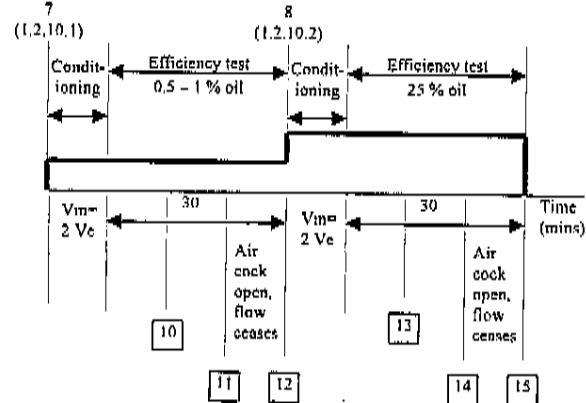 7
(1,2,10,1)
8
(1,2,10,2)
Condit-
ioning
Efficiency test
0,5 – 1 % oil
Condit-
ioning
Efficiency test
25 % oil
Vm=
2 Ve
30
Vm=
2 Ve
30
Time
(mins)
Air
cock
open,
flow
ceases
Air
cock
open,
flow
ceases
10
13
11
12
14
15